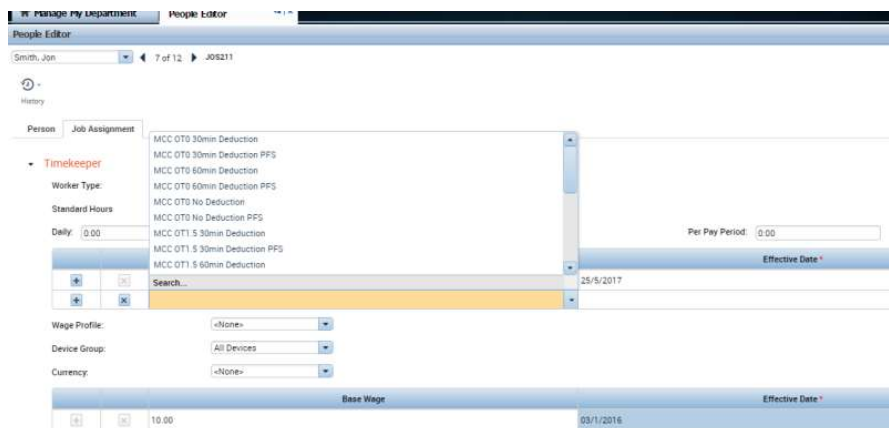 Manage My Department People Editor
People Editor
Smith, Jon 7 of 12 JOS211
History
Person Job Assignment
MCC OT0 30min Deduction
MCC OT0 30min Deduction PFS
Timekeeper
MCC OT0 60min Deduction
Worker Type:
MCC OT0 60min Deduction PFS
MCC OT0 No Deduction
Standard Hours
MCC OT0 No Deduction PFS
Daily: 0:00
MCC OT1.5 30min Deduction
Per Pay Period: 0:00
MCC OT1.5 30min Deduction PFS
MCC OT1.5 60min Deduction
Effective Date *
Search...
25/5/2017
Wage Profile: <None>
Device Group: All Devices
Currency: <None>
Base Wage Effective Date *
10.00 03/1/2016